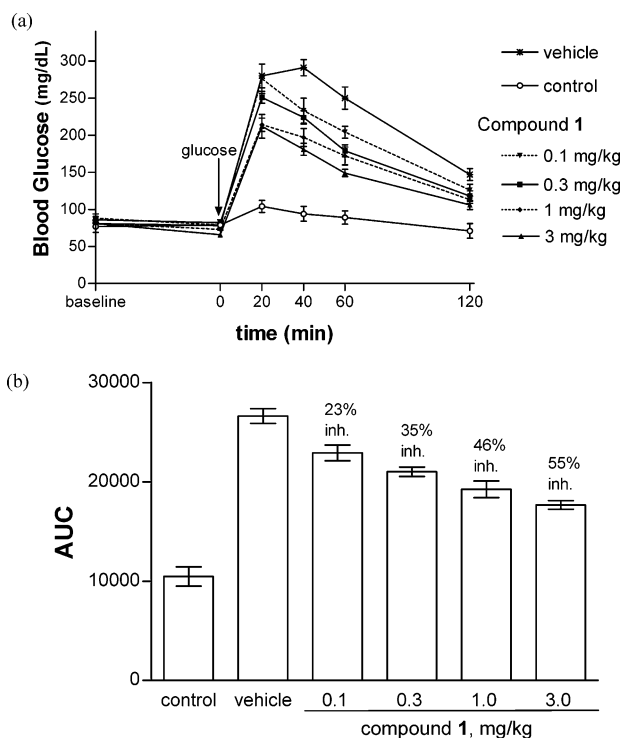 (a)
Blood Glucose (mg/dL)
300
250
200
150
100
50
0
glucose
baseline
0
20
40
60
120
time (min)
vehicle
control
Compound 1
0.1 mg/kg
0.3 mg/kg
1 mg/kg
3 mg/kg
(b)
AUC
30000
20000
10000
0
23%
inh.
35%
inh.
46%
inh.
55%
inh.
control
vehicle
0.1
0.3
1.0
3.0
compound 1, mg/kg